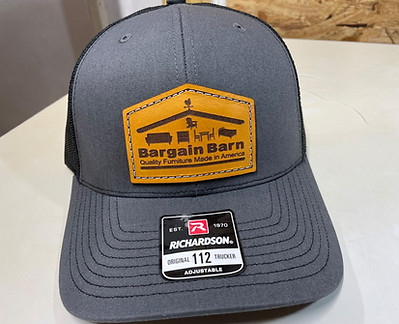 Bargain Barn
Quality Furniture Made in America
EST. R 1970
RICHARDSON®
ORIGINAL 112 TRUCKER
ADJUSTABLE